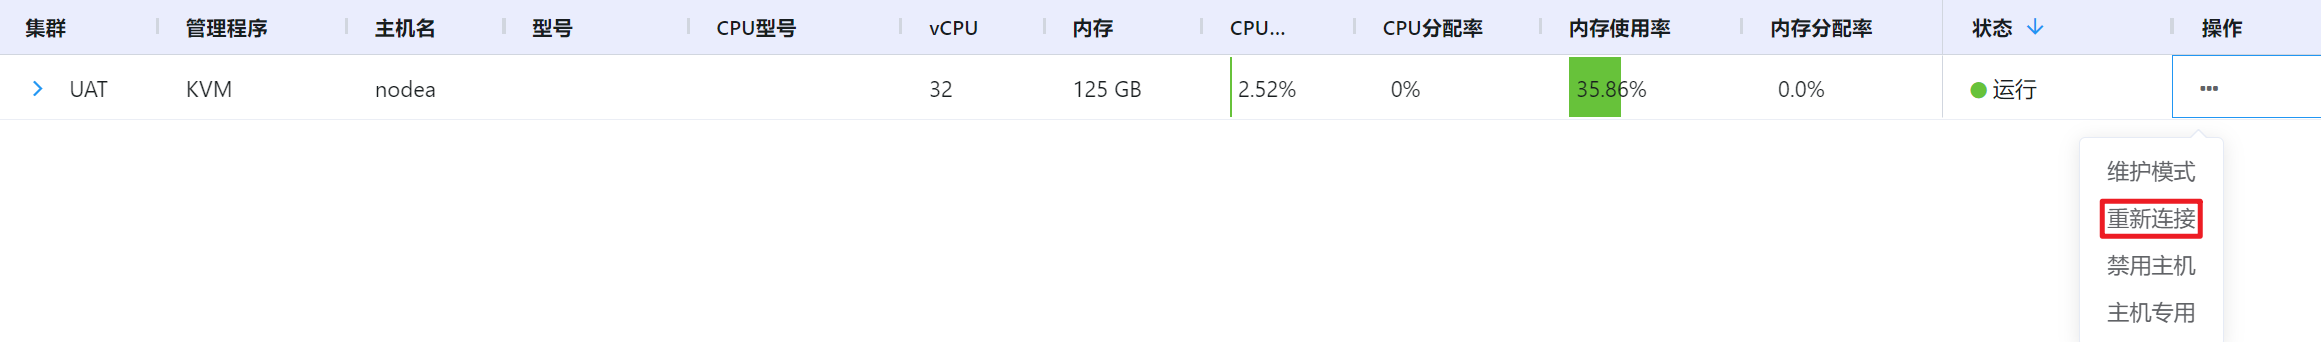 集群 管理程序 主机名 型号 CPU型号 vCPU 内存 CPU... CPU分配率 内存使用率 内存分配率 状态 操作
UAT KVM nodea 32 125 GB 2.52% 0% 35.86% 0.0% 运行
维护模式
重新连接
禁用主机
主机专用